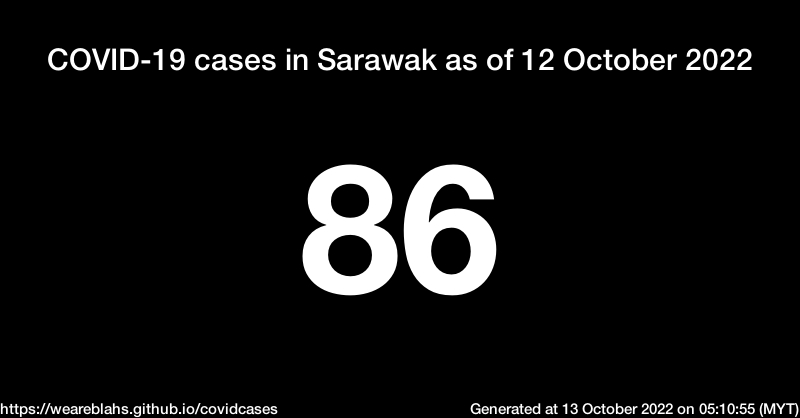 COVID-19 cases in Sarawak as of 12 October 2022
86
https://weareblahs.github.io/covidcases
Generated at 13 October 2022 on 05:10:55 (MYT)